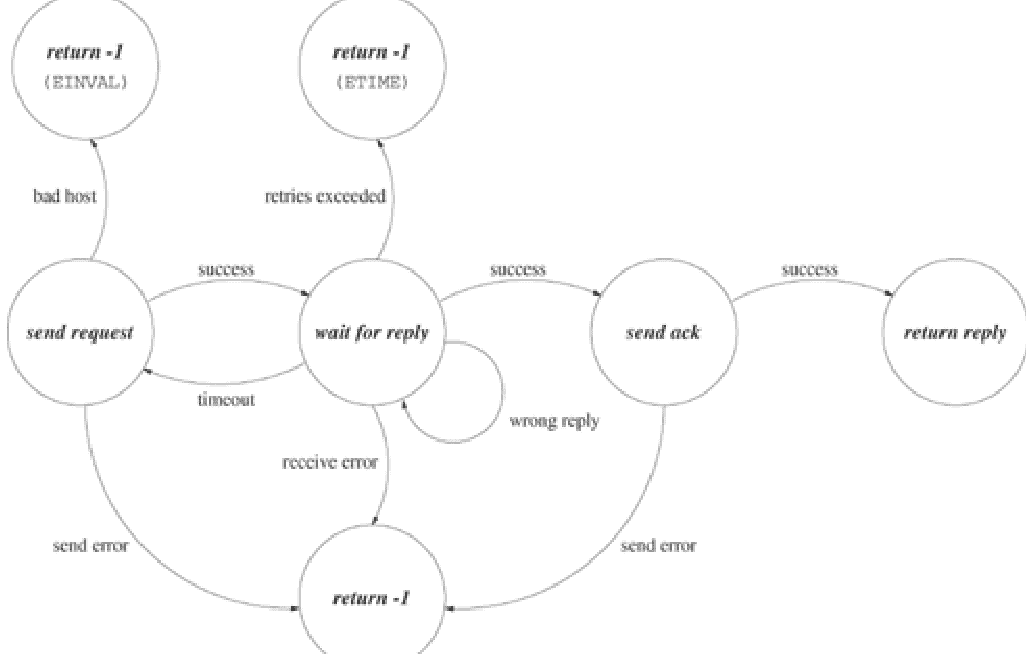 return -1
(EINVAL)
return -1
(ETIME)
bad host
retries exceeded
success
success
success
send request
wait for reply
send ack
return reply
timeout
wrong reply
receive error
send error
send error
return -1